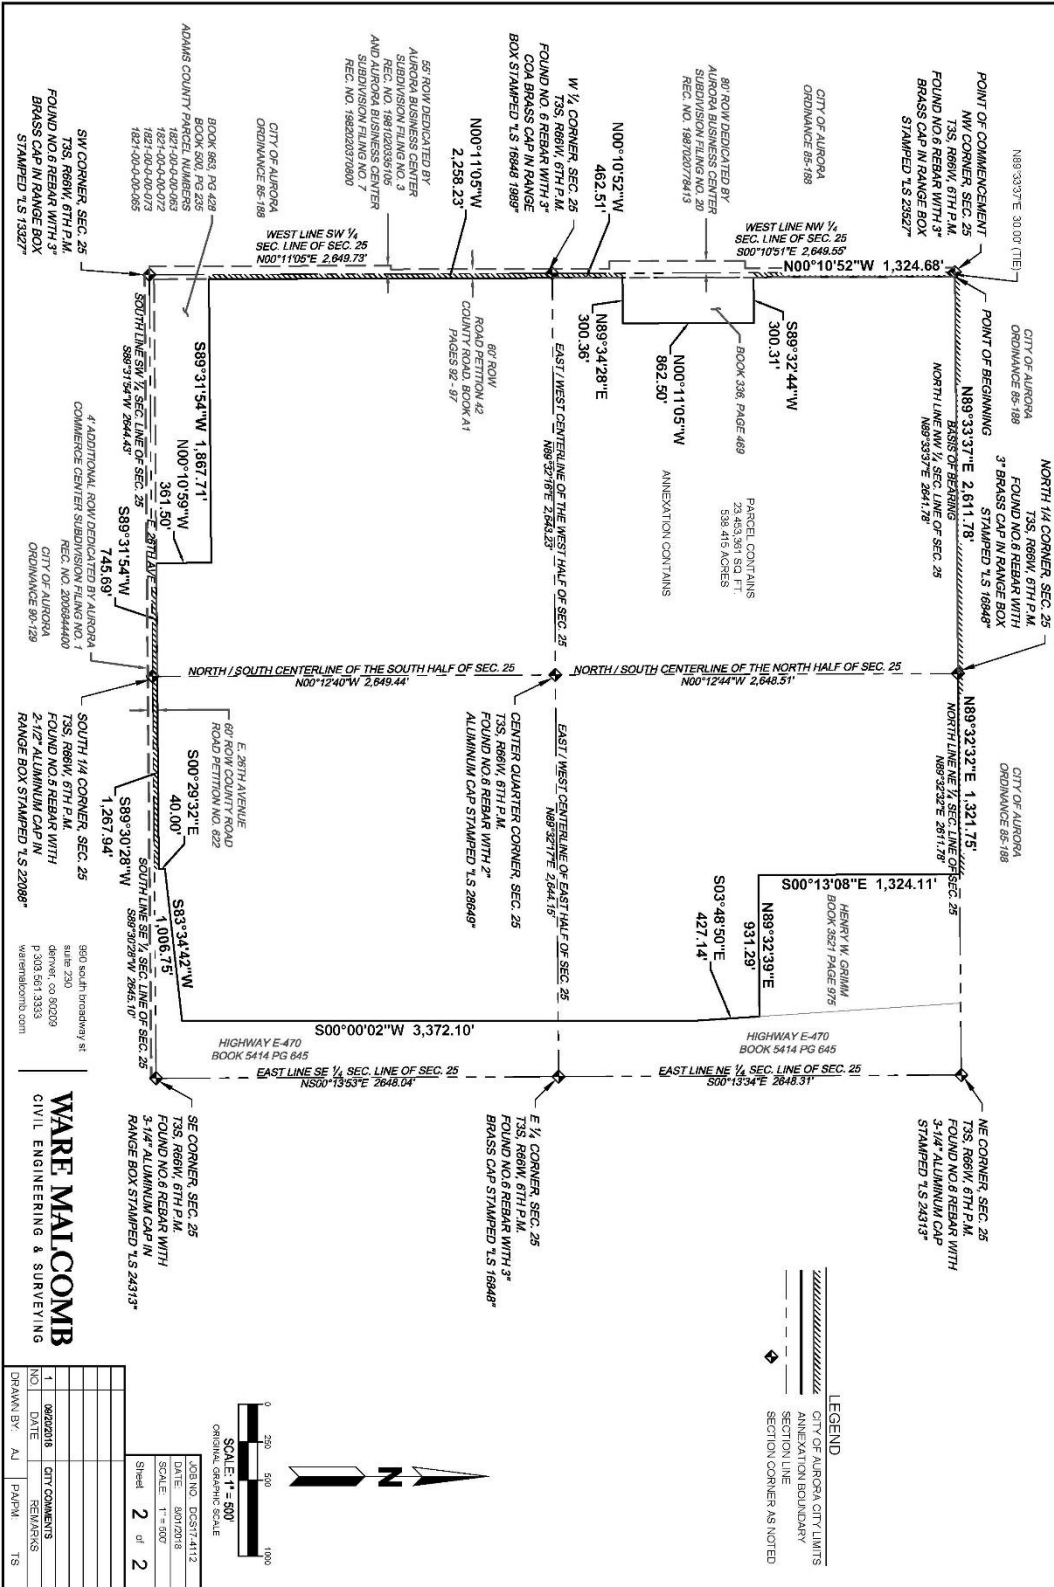 N89°33'37"E 30.00' (TIE)
POINT OF COMMENCEMENT
NW CORNER, SEC. 25
T3S, R66W, 6TH P.M.
FOUND NO.6 REBAR WITH 3"
BRASS CAP IN RANGE BOX
STAMPED "LS 23527"
CITY OF AURORA
ORDINANCE 85-188
POINT OF BEGINNING
N89°33'37"E 2,611.78'
BASIS OF BEARING
NORTH LINE NW ¼ SEC. LINE OF SEC. 25
N89°33'37"E 2641.78'
NORTH 1/4 CORNER, SEC. 25
T3S, R66W, 6TH P.M.
FOUND NO.6 REBAR WITH
3" BRASS CAP IN RANGE BOX
STAMPED "LS 16848"
N89°32'32"E 1,321.75'
NORTH LINE NE ¼ SEC. LINE OF SEC. 25
N89°32'32"E 2611.78'
CITY OF AURORA
ORDINANCE 85-188
NE CORNER, SEC. 25
T3S, R66W, 6TH P.M.
FOUND NO.6 REBAR WITH
3-1/4" ALUMINUM CAP
STAMPED "LS 24313"
CITY OF AURORA
ORDINANCE 85-188
N00°10'52"W 1,324.68'
WEST LINE NW ¼
SEC. LINE OF SEC. 25
S00°10'51"E 2,649.55'
80' ROW DEDICATED BY
AURORA BUSINESS CENTER
SUBDIVISION FILING NO. 20
REC. NO. 198702778413
S89°32'44"W
300.31'
BOOK 336, PAGE 469
N00°11'05"W
862.50'
N89°34'28"E
300.36'
N00°10'52"W
462.51'
PARCEL CONTAINS
23,453,361 SQ. FT.
538.415 ACRES
ANNEXATION CONTAINS
NORTH / SOUTH CENTERLINE OF THE NORTH HALF OF SEC. 25
N00°12'44"W 2,648.51'
S00°13'08"E 1,324.11'
HENRY W. GRIMM
BOOK 3521 PAGE 975
N89°32'39"E
931.29'
S03°48'50"E
427.14'
HIGHWAY E-470
BOOK 5414 PG 645
EAST LINE NE ¼ SEC. LINE OF SEC. 25
S00°13'34"E 2648.31'
W ¼ CORNER, SEC. 25
T3S, R66W, 6TH P.M.
FOUND NO. 6 REBAR WITH 3"
COA BRASS CAP IN RANGE
BOX STAMPED "LS 16848 1989"
EAST / WEST CENTERLINE OF THE WEST HALF OF SEC. 25
N89°32'16"E 2,643.23'
CENTER QUARTER CORNER, SEC. 25
T3S, R66W, 6TH P.M.
FOUND NO.6 REBAR WITH 2"
ALUMINUM CAP STAMPED "LS 28649"
EAST / WEST CENTERLINE OF EAST HALF OF SEC. 25
N89°32'17"E 2,644.15'
E ¼ CORNER, SEC. 25
T3S, R66W, 6TH P.M.
FOUND NO.6 REBAR WITH 3"
BRASS CAP STAMPED "LS 16848"
N00°11'05"W
2,258.23'
WEST LINE SW ¼
SEC. LINE OF SEC. 25
N00°11'05"E 2,649.73'
60' ROW
ROAD PETITION 42
COUNTY ROAD, BOOK A1
PAGES 92 - 97
55' ROW DEDICATED BY
AURORA BUSINESS CENTER
SUBDIVISION FILING NO. 3
REC. NO. 1981020335105
AND AURORA BUSINESS CENTER
SUBDIVISION FILING NO. 7
REC. NO. 1982020370800
CITY OF AURORA
ORDINANCE 85-188
BOOK 963, PG 428
BOOK 500, PG 235
ADAMS COUNTY PARCEL NUMBERS
1821-00-0-00-063
1821-00-0-00-072
1821-00-0-00-073
1821-00-0-00-065
SW CORNER, SEC. 25
T3S, R66W, 6TH P.M.
FOUND NO.6 REBAR WITH 3"
BRASS CAP IN RANGE BOX
STAMPED "LS 13327"
S89°31'54"W 1,867.71'
N00°10'59"W
361.50'
SOUTH LINE SW ¼ SEC. LINE OF SEC. 25
S89°31'54"W 2644.43'
E. 26TH AVE
S89°31'54"W
745.69'
4' ADDITIONAL ROW DEDICATED BY AURORA
COMMERCE CENTER SUBDIVISION FILING NO. 1
REC. NO. 2006844400
CITY OF AURORA
ORDINANCE 90-129
NORTH / SOUTH CENTERLINE OF THE SOUTH HALF OF SEC. 25
N00°12'40"W 2,649.44'
E. 26TH AVENUE
60' ROW COUNTY ROAD
ROAD PETITION NO. 622
SOUTH 1/4 CORNER, SEC. 25
T3S, R66W, 6TH P.M.
FOUND NO.5 REBAR WITH
2-1/2" ALUMINUM CAP IN
RANGE BOX STAMPED "LS 22088"
S00°29'32"E
40.00'
S89°30'28"W
1,267.94'
S83°34'42"W
1,006.75'
SOUTH LINE SE ¼ SEC. LINE OF SEC. 25
S89°30'28"W 2645.10'
S00°00'02"W 3,372.10'
HIGHWAY E-470
BOOK 5414 PG 645
EAST LINE SE ¼ SEC. LINE OF SEC. 25
NS00°13'53"E 2648.04'
SE CORNER, SEC. 25
T3S, R66W, 6TH P.M.
FOUND NO.6 REBAR WITH
3-1/4" ALUMINUM CAP IN
RANGE BOX STAMPED "LS 24313"
LEGEND
CITY OF AURORA CITY LIMITS
ANNEXATION BOUNDARY
SECTION LINE
SECTION CORNER AS NOTED
N
0 250 500 1000
SCALE: 1" = 500'
ORIGINAL GRAPHIC SCALE
990 south broadway st
suite 230
denver, co 80209
p 303.561.3333
waremalcomb.com
WARE MALCOMB
CIVIL ENGINEERING & SURVEYING
1 09/20/2018 CITY COMMENTS
NO. DATE REMARKS
DRAWN BY: AJ PA/PM: TS
JOB NO. DCS17-4112
DATE: 8/01/2018
SCALE: 1" = 500'
Sheet 2 of 2